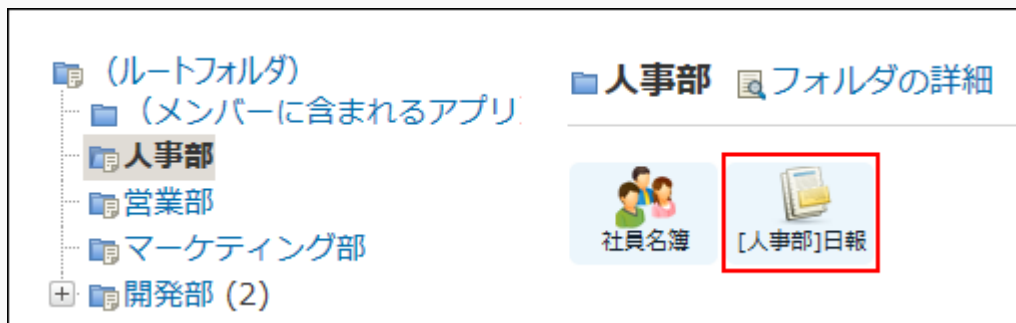 （ルートフォルダ）
（メンバーに含まれるアプリ
人事部
営業部
マーケティング部
開発部 (2)
人事部 フォルダの詳細
社員名簿
[人事部]日報